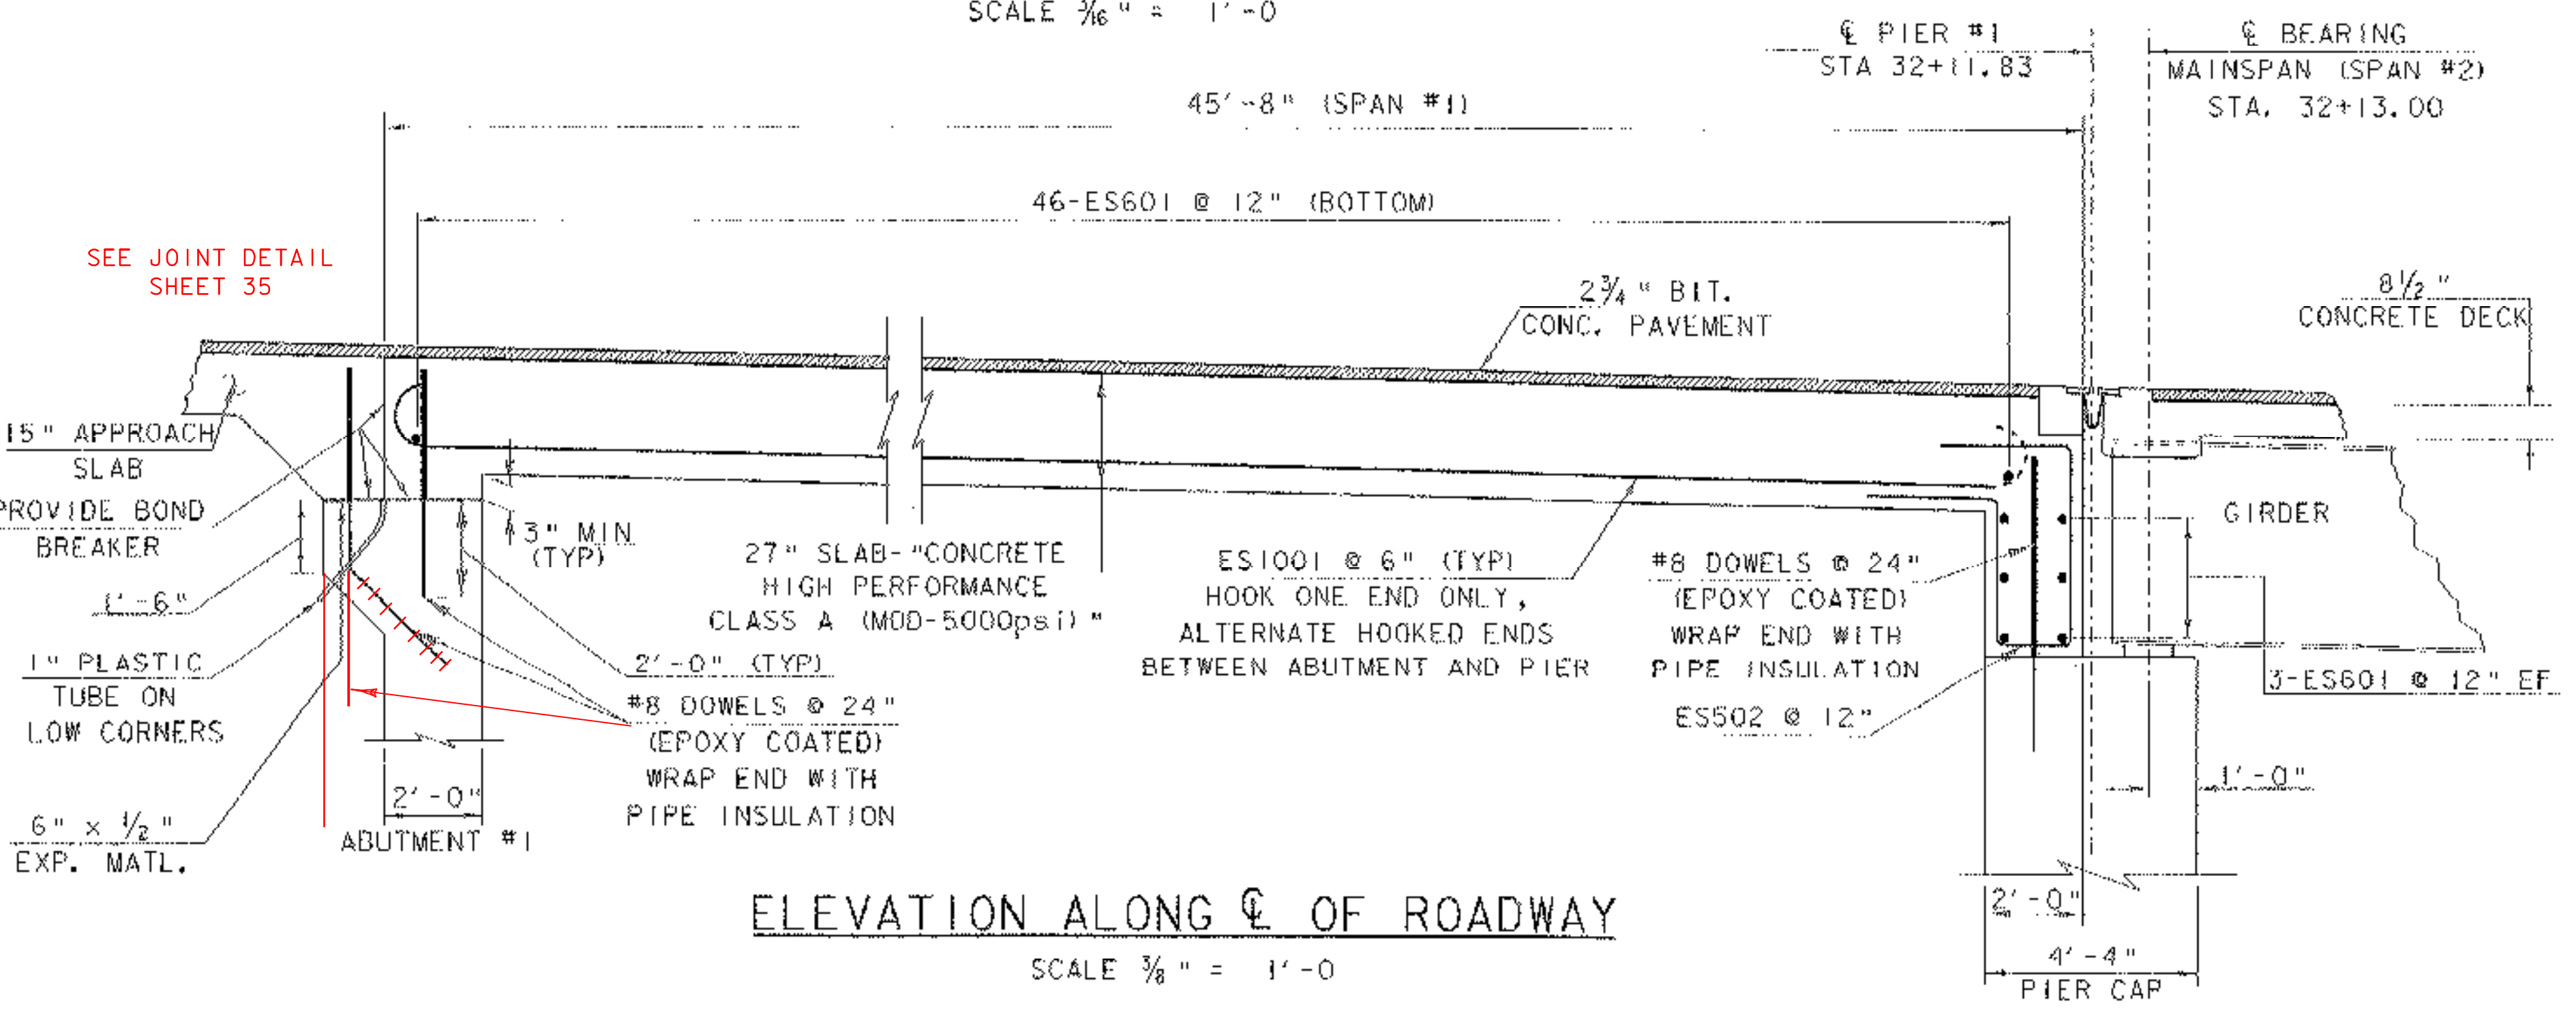 SCALE 3/16" = 1'-0
℄ PIER #1
STA 32+11.83
℄ BEARING
MAINSPAN (SPAN #2)
STA. 32+13.00
45'-8" (SPAN #1)
46-ES601 @ 12" (BOTTOM)
SEE JOINT DETAIL
SHEET 35
2 3/4" BIT.
CONC. PAVEMENT
8 1/2"
CONCRETE DECK
15" APPROACH
SLAB
PROVIDE BOND
BREAKER
1'-6"
1" PLASTIC
TUBE ON
LOW CORNERS
6" x 1/2"
EXP. MATL.
3" MIN.
(TYP)
2'-0" (TYP)
#8 DOWELS @ 24"
(EPOXY COATED)
WRAP END WITH
PIPE INSULATION
2'-0"
ABUTMENT #1
27" SLAB-"CONCRETE
HIGH PERFORMANCE
CLASS A (MOD-5000psi)"
ES1001 @ 6" (TYP)
HOOK ONE END ONLY,
ALTERNATE HOOKED ENDS
BETWEEN ABUTMENT AND PIER
#8 DOWELS @ 24"
(EPOXY COATED)
WRAP END WITH
PIPE INSULATION
ES502 @ 12"
GIRDER
3-ES601 @ 12" EF
1'-0"
2'-0"
4'-4"
PIER CAP
ELEVATION ALONG ℄ OF ROADWAY
SCALE 3/8" = 1'-0